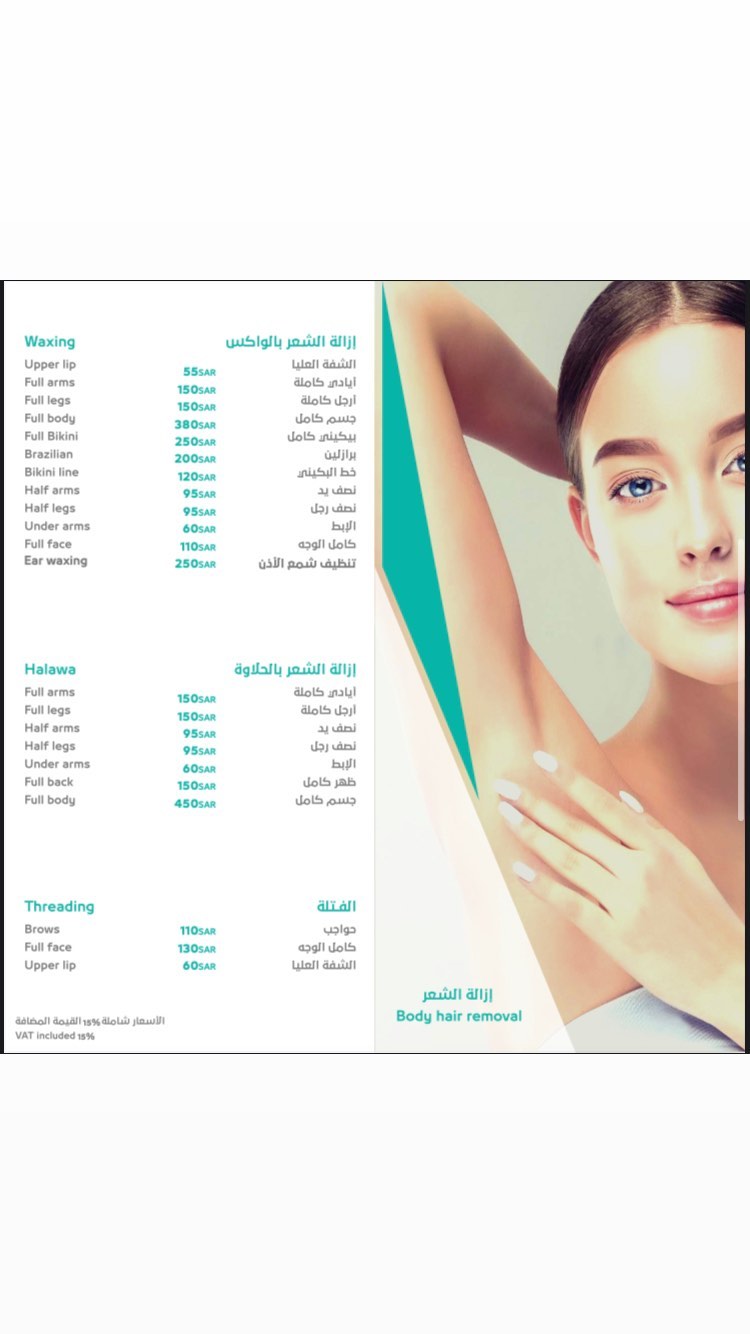 Waxing إزالة الشعر بالواكس
Upper lip 55SAR الشفة العليا
Full arms 150SAR أيادي كاملة
Full legs 150SAR أرجل كاملة
Full body 380SAR جسم كامل
Full Bikini 250SAR بيكيني كامل
Brazilian 200SAR برازلين
Bikini line 120SAR خط البكيني
Half arms 95SAR نصف يد
Half legs 95SAR نصف رجل
Under arms 60SAR الإبط
Full face 110SAR كامل الوجه
Ear waxing 250SAR تنظيف شمع الأذن
Halawa إزالة الشعر بالحلاوة
Full arms 150SAR أيادي كاملة
Full legs 150SAR أرجل كاملة
Half arms 95SAR نصف يد
Half legs 95SAR نصف رجل
Under arms 60SAR الإبط
Full back 150SAR ظهر كامل
Full body 450SAR جسم كامل
Threading الفتلة
Brows 110SAR حواجب
Full face 130SAR كامل الوجه
Upper lip 60SAR الشفة العليا
الأسعار شاملة 15% القيمة المضافة
VAT included 15%
إزالة الشعر
Body hair removal